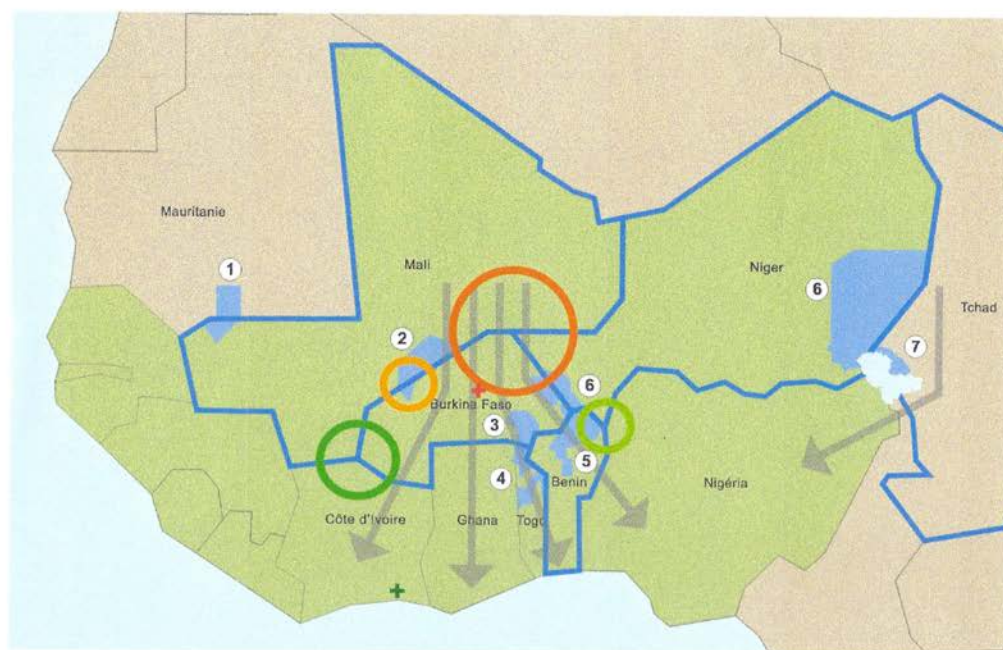 Mauritanie
1
Mali
Niger
6
Tchad
2
7
Burkina Faso
6
3
5
4
Benin
Nigéria
Côte d'Ivoire
Ghana
Togo